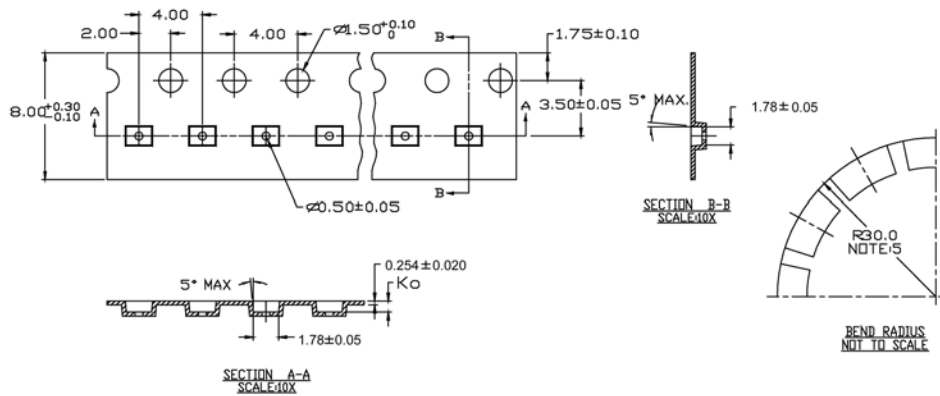 4.00
2.00
4.00
Ø1.50 +0.10 0
B
1.75±0.10
8.00 +0.30 -0.10
A
3.50±0.05
A
B
Ø0.50±0.05
5° MAX.
1.78±0.05
SECTION B-B
SCALE:10X
R30.0
NOTE:5
BEND RADIUS
NOT TO SCALE
5° MAX
0.254±0.020
Ko
1.78±0.05
SECTION A-A
SCALE:10X